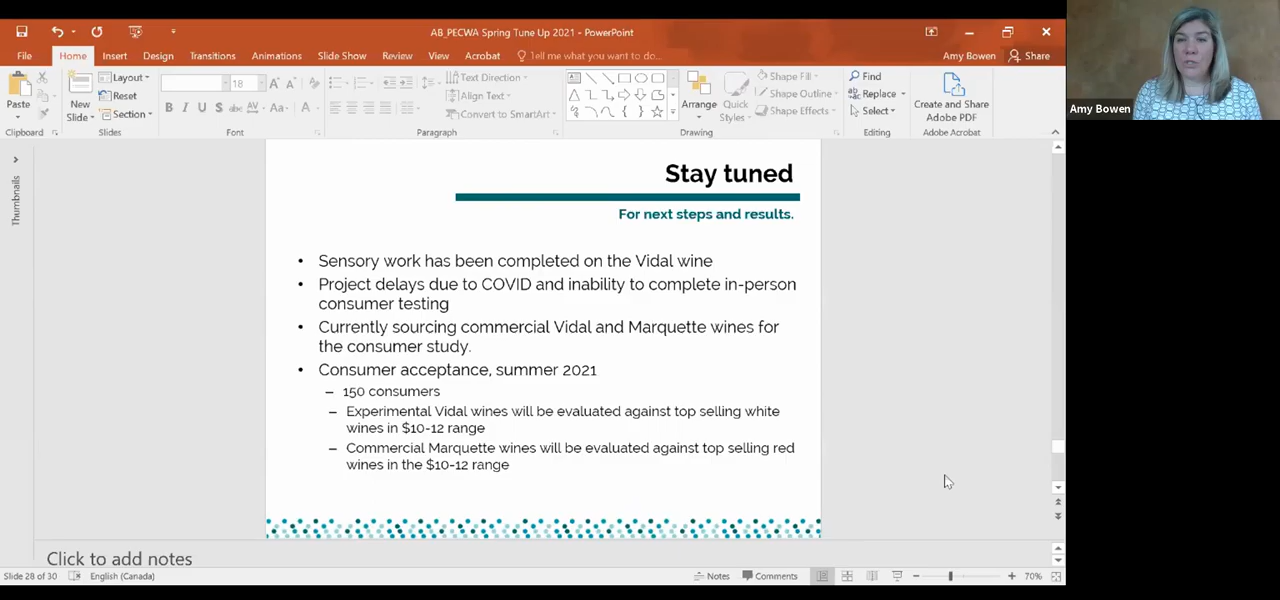 AB_PECWA Spring Tune Up 2021 - PowerPoint
File Home Insert Design Transitions Animations Slide Show Review View Acrobat Tell me what you want to do... Amy Bowen Share
Paste
Clipboard
New
Slide
Layout
Reset
Section
Slides
18
B I U S abc AV Aa A
Font
Text Direction
Align Text
Convert to SmartArt
Paragraph
Arrange
Quick
Styles
Shape Fill
Shape Outline
Shape Effects
Drawing
Find
Replace
Select
Editing
Create and Share
Adobe PDF
Adobe Acrobat
Amy Bowen
Thumbnails
Stay tuned
For next steps and results.
• Sensory work has been completed on the Vidal wine
• Project delays due to COVID and inability to complete in-person
consumer testing
• Currently sourcing commercial Vidal and Marquette wines for
the consumer study.
• Consumer acceptance, summer 2021
– 150 consumers
– Experimental Vidal wines will be evaluated against top selling white
wines in $10-12 range
– Commercial Marquette wines will be evaluated against top selling red
wines in the $10-12 range
Click to add notes
Slide 28 of 30 English (Canada) Notes Comments 70%